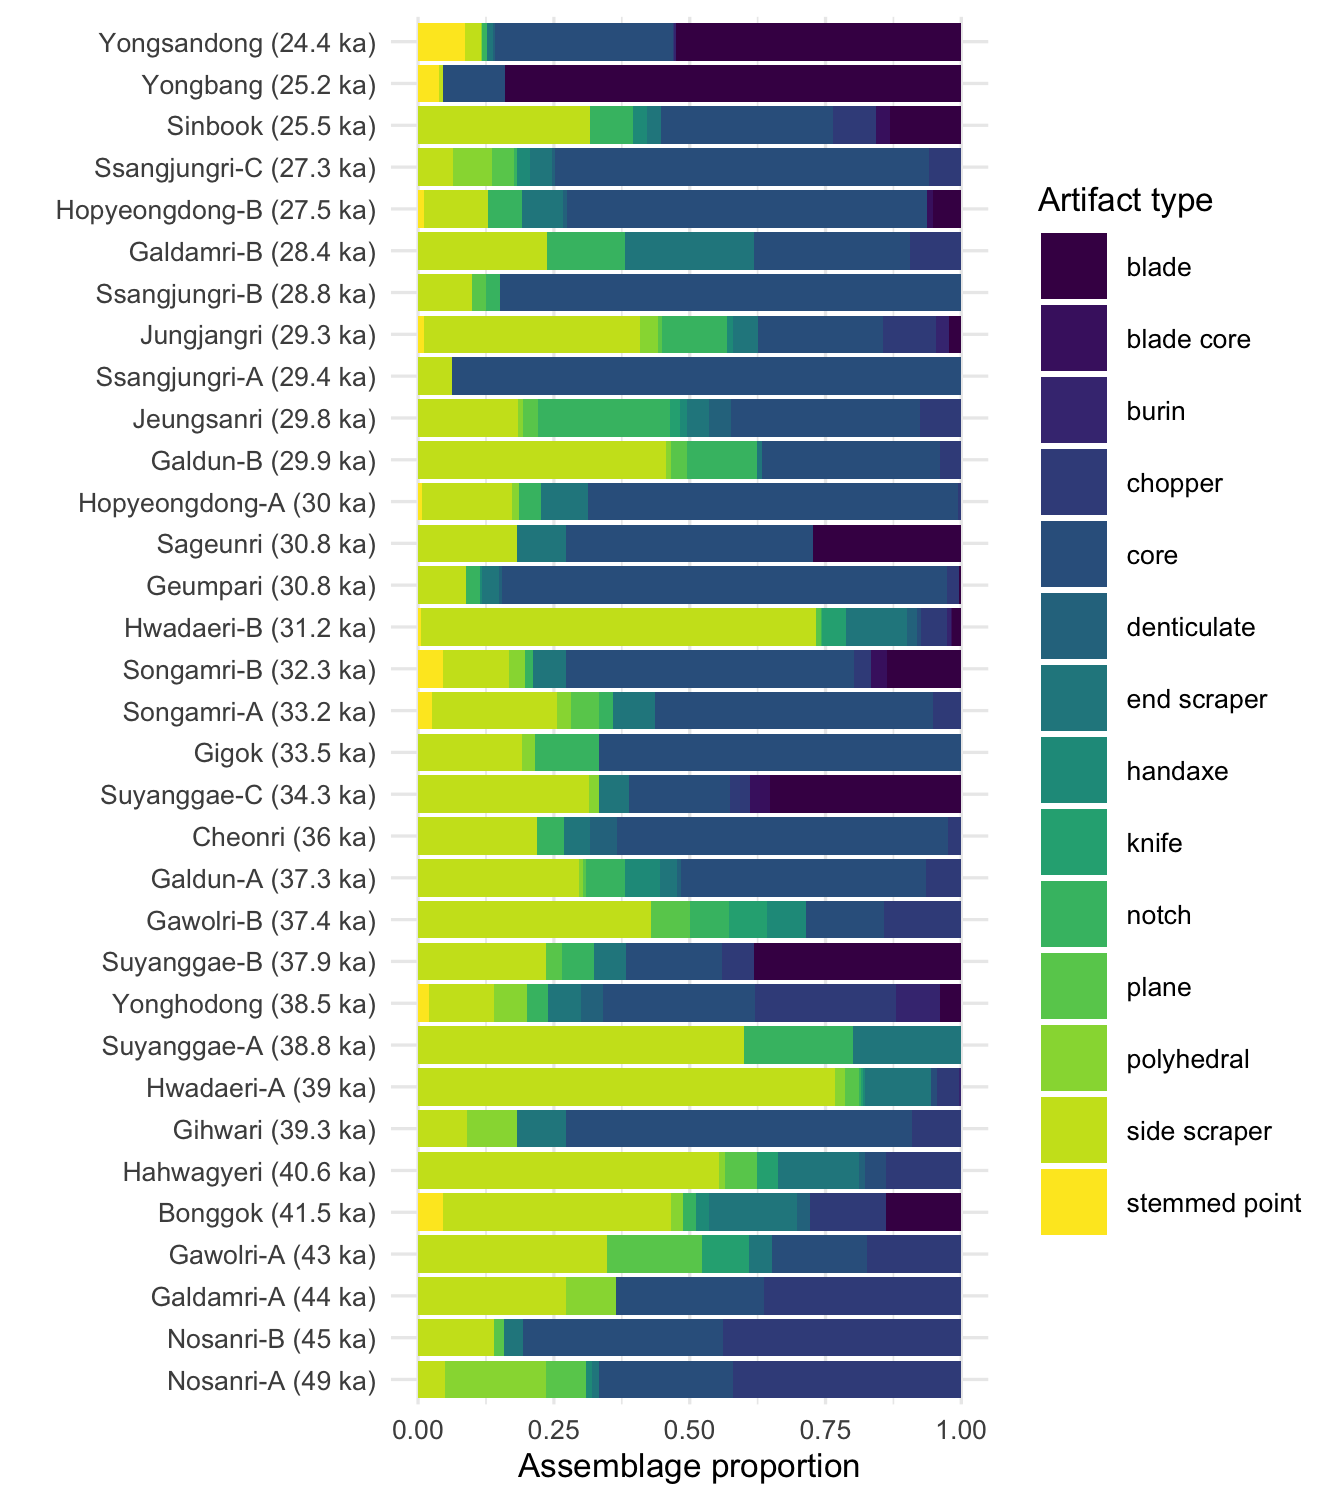 Yongsandong (24.4 ka)
Yongbang (25.2 ka)
Sinbook (25.5 ka)
Ssangjungri-C (27.3 ka)
Hopyeongdong-B (27.5 ka)
Galdamri-B (28.4 ka)
Ssangjungri-B (28.8 ka)
Jungjangri (29.3 ka)
Ssangjungri-A (29.4 ka)
Jeungsanri (29.8 ka)
Galdun-B (29.9 ka)
Hopyeongdong-A (30 ka)
Sageunri (30.8 ka)
Geumpari (30.8 ka)
Hwadaeri-B (31.2 ka)
Songamri-B (32.3 ka)
Songamri-A (33.2 ka)
Gigok (33.5 ka)
Suyanggae-C (34.3 ka)
Cheonri (36 ka)
Galdun-A (37.3 ka)
Gawolri-B (37.4 ka)
Suyanggae-B (37.9 ka)
Yonghodong (38.5 ka)
Suyanggae-A (38.8 ka)
Hwadaeri-A (39 ka)
Gihwari (39.3 ka)
Hahwagyeri (40.6 ka)
Bonggok (41.5 ka)
Gawolri-A (43 ka)
Galdamri-A (44 ka)
Nosanri-B (45 ka)
Nosanri-A (49 ka)
0.00 0.25 0.50 0.75 1.00
Assemblage proportion
Artifact type
blade
blade core
burin
chopper
core
denticulate
end scraper
handaxe
knife
notch
plane
polyhedral
side scraper
stemmed point